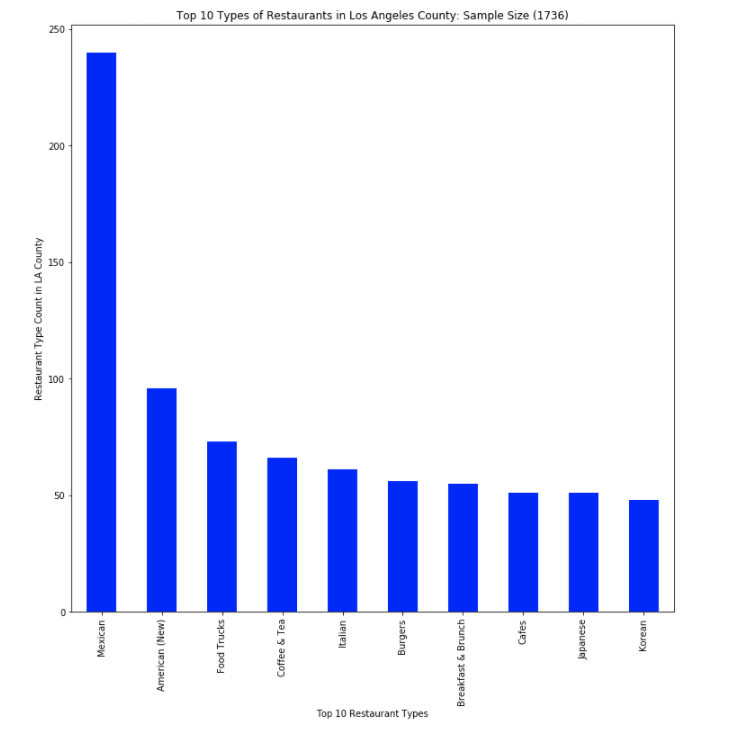 Top 10 Types of Restaurants in Los Angeles County: Sample Size (1736)
Restaurant Type Count in LA County
250
200
150
100
50
0
Mexican
American (New)
Food Trucks
Coffee & Tea
Italian
Burgers
Breakfast & Brunch
Cafes
Japanese
Korean
Top 10 Restaurant Types